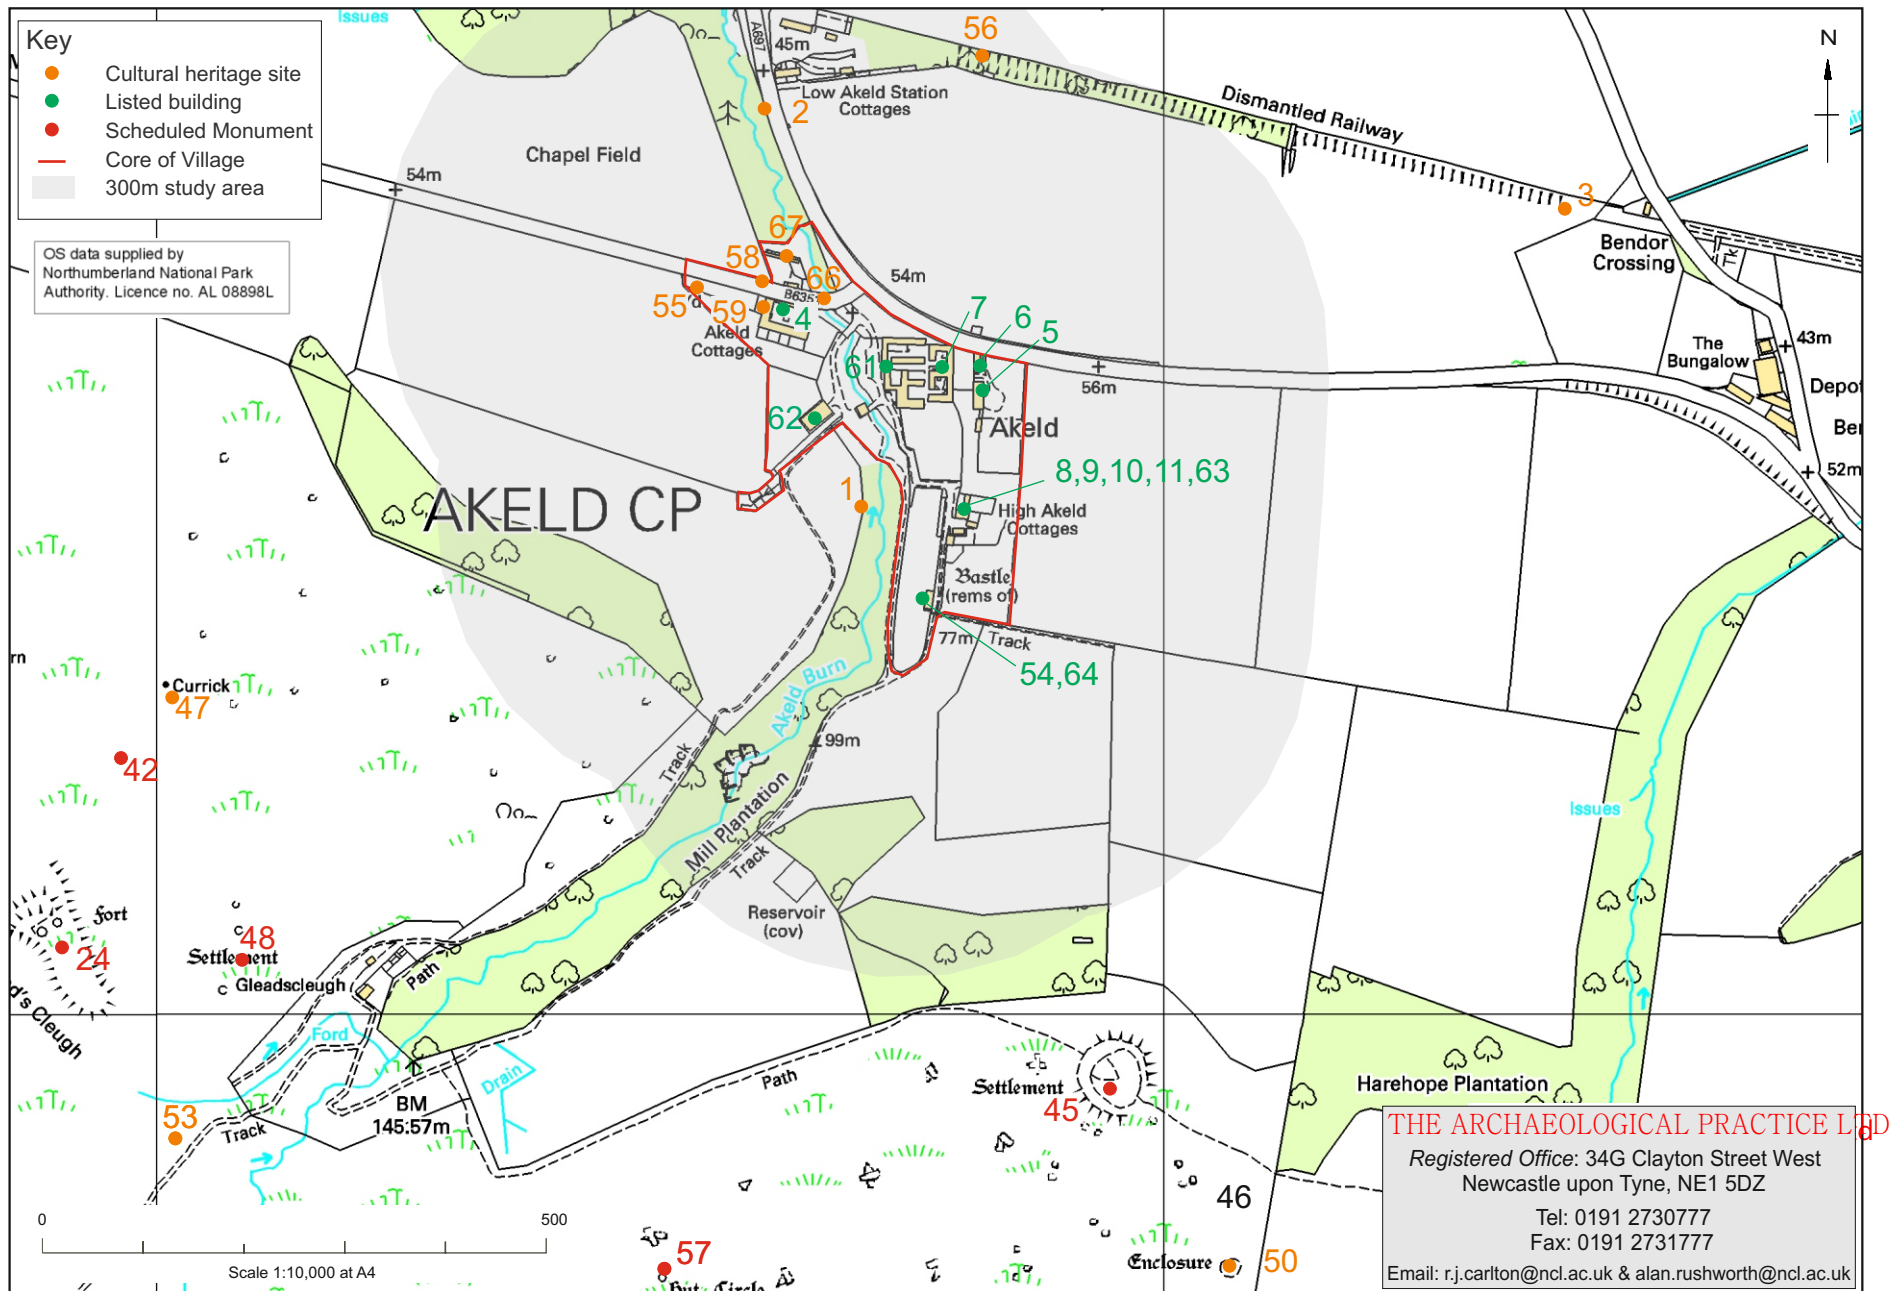 Key
Cultural heritage site
Listed building
Scheduled Monument
Core of Village
300m study area
OS data supplied by
Northumberland National Park
Authority. Licence no. AL 08898L
Issues
A697
45m
56
Low Akeld Station
Cottages
2
Dismantled Railway
N
Chapel Field
54m
3
Bendor
Crossing
Tk
67
58
66
54m
B635
55
59
4
Akeld
Cottages
7
6
5
61
56m
The
Bungalow
43m
Depot
62
Akeld
Ber
52m
8,9,10,11,63
AKELD CP
1
High Akeld
Cottages
Bastle
(rems of)
77m
Track
54,64
rn
Currick
47
Akeld Burn
42
Track
99m
Mill Plantation
Track
Issues
Reservoir
(cov)
Fort
24
48
Settlement
Gleadscleugh
Path
d's Cleugh
Ford
Drain
Path
Settlement
45
Harehope Plantation
BM
145.57m
53
Track
46
Enclosure
50
57
Hut Circle
0
500
Scale 1:10,000 at A4
THE ARCHAEOLOGICAL PRACTICE LTD
Registered Office: 34G Clayton Street West
Newcastle upon Tyne, NE1 5DZ
Tel: 0191 2730777
Fax: 0191 2731777
Email: r.j.carlton@ncl.ac.uk & alan.rushworth@ncl.ac.uk